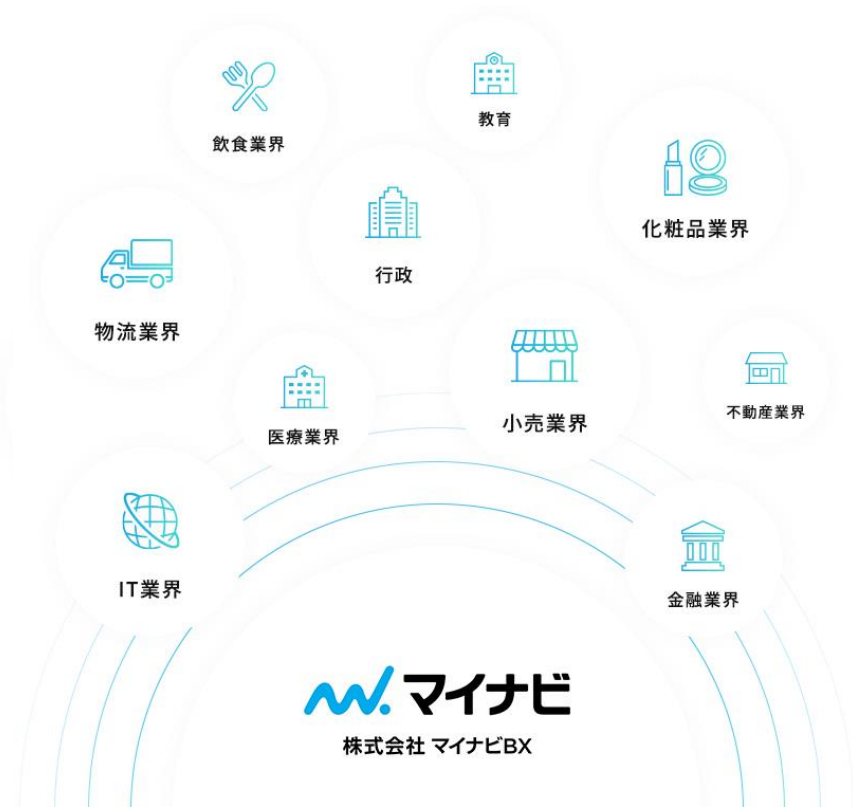 飲食業界
教育
化粧品業界
行政
物流業界
小売業界
不動産業界
医療業界
IT業界
金融業界
マイナビ
株式会社 マイナビBX